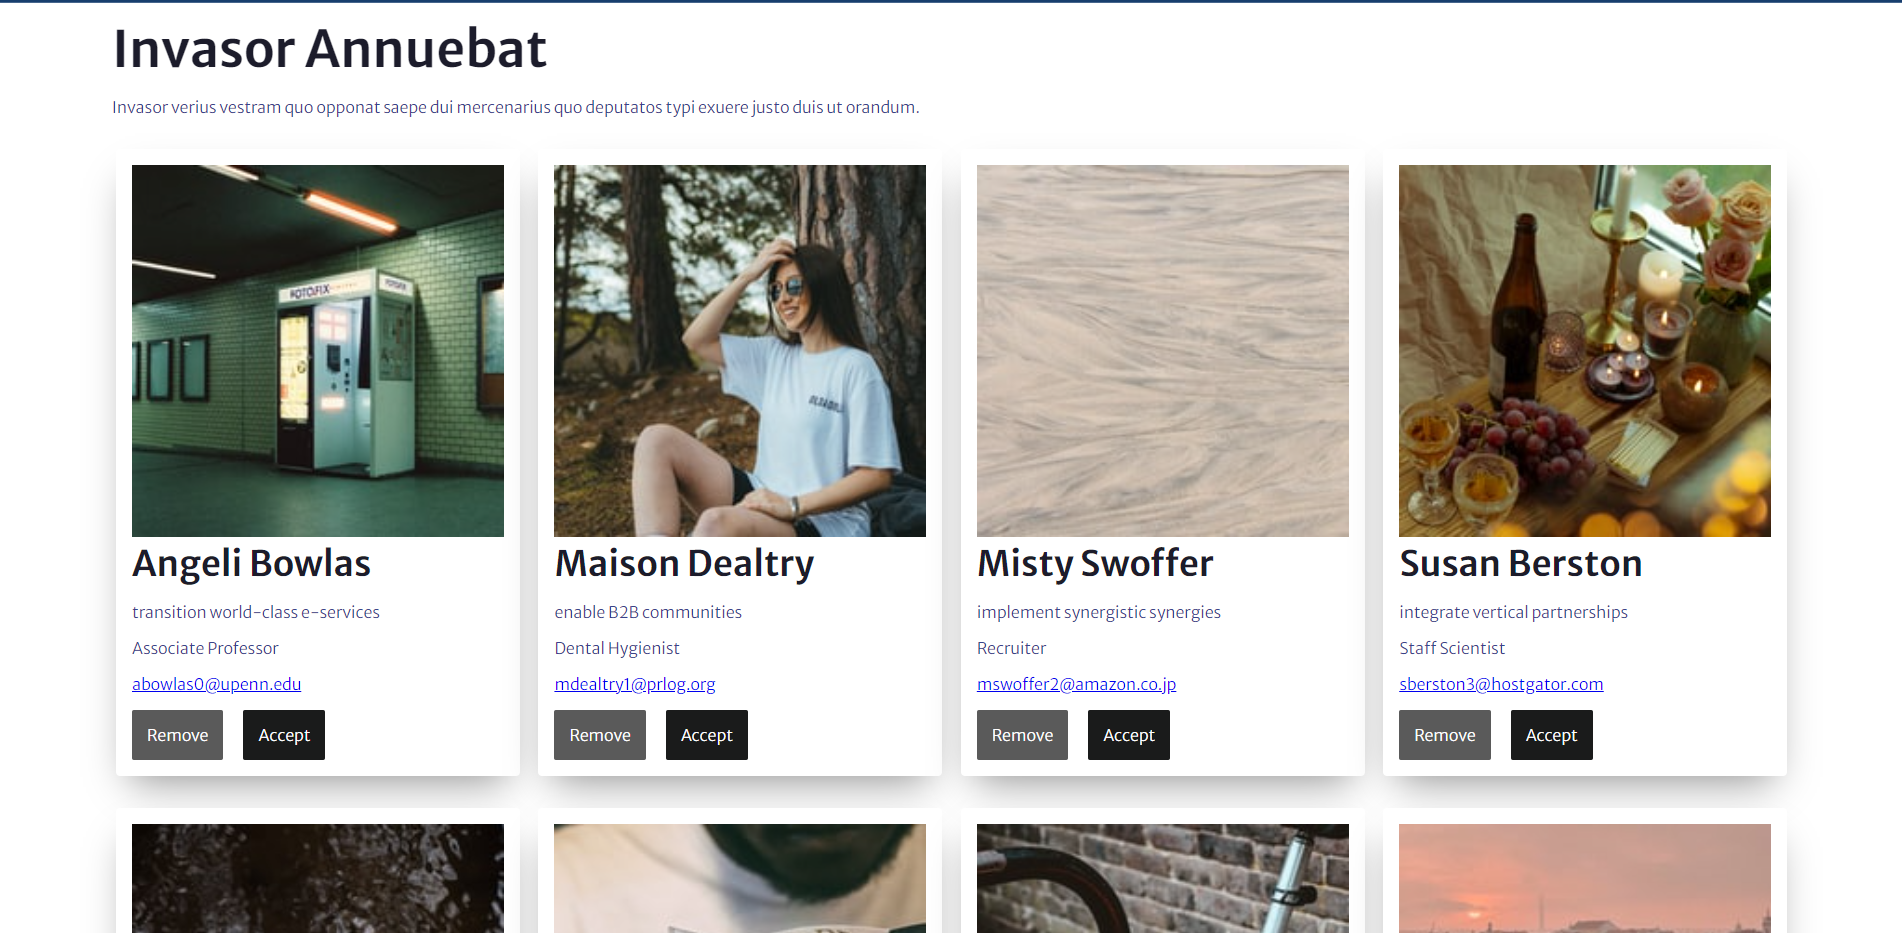 Invasor Annuebat
Invasor verius vestram quo opponat saepe dui mercenarius quo deputatos typi exuere justo duis ut orandum.
FOTOFIX
FOTOFIX
Angeli Bowlas
transition world-class e-services
Associate Professor
abowlas0@upenn.edu
Remove
Accept
Maison Dealtry
enable B2B communities
Dental Hygienist
mdealtry1@prlog.org
Remove
Accept
Misty Swoffer
implement synergistic synergies
Recruiter
mswoffer2@amazon.co.jp
Remove
Accept
Susan Berston
integrate vertical partnerships
Staff Scientist
sberston3@hostgator.com
Remove
Accept